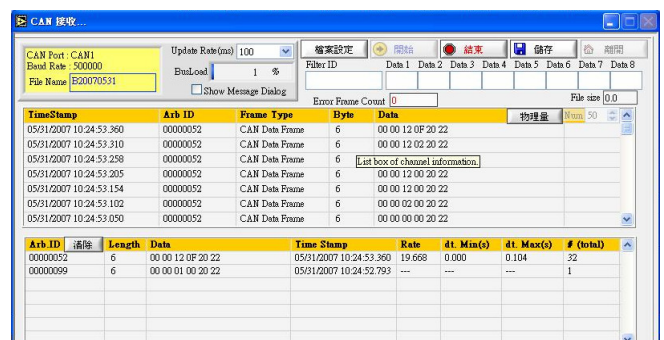 CAN 接收...
CAN Port : CAN1
Baud Rate : 500000
File Name B20070531
Update Rate(ms) 100
BusLoad 1 %
Show Message Dialog
檔案設定 開始 結束 儲存 離開
Filter ID Data 1 Data 2 Data 3 Data 4 Data 5 Data 6 Data 7 Data 8
Error Frame Count 0 File size 0.0
TimeStamp Arb ID Frame Type Byte Data 物理量 Num 50
05/31/2007 10:24:53.360 00000052 CAN Data Frame 6 00 00 12 0F 20 22
05/31/2007 10:24:53.310 00000052 CAN Data Frame 6 00 00 12 02 20 22
05/31/2007 10:24:53.258 00000052 CAN Data Frame 6 List box of channel information.
05/31/2007 10:24:53.205 00000052 CAN Data Frame 6 00 00 12 00 20 22
05/31/2007 10:24:53.154 00000052 CAN Data Frame 6 00 00 12 00 20 22
05/31/2007 10:24:53.102 00000052 CAN Data Frame 6 00 00 02 00 20 22
05/31/2007 10:24:53.050 00000052 CAN Data Frame 6 00 00 00 00 20 22
Arb.ID 清除 Length Data Time Stamp Rate dt. Min(s) dt. Max(s) # (total)
00000052 6 00 00 12 0F 20 22 05/31/2007 10:24:53.360 19.668 0.000 0.104 32
00000099 6 00 00 01 00 20 22 05/31/2007 10:24:52.793 --- --- --- 1